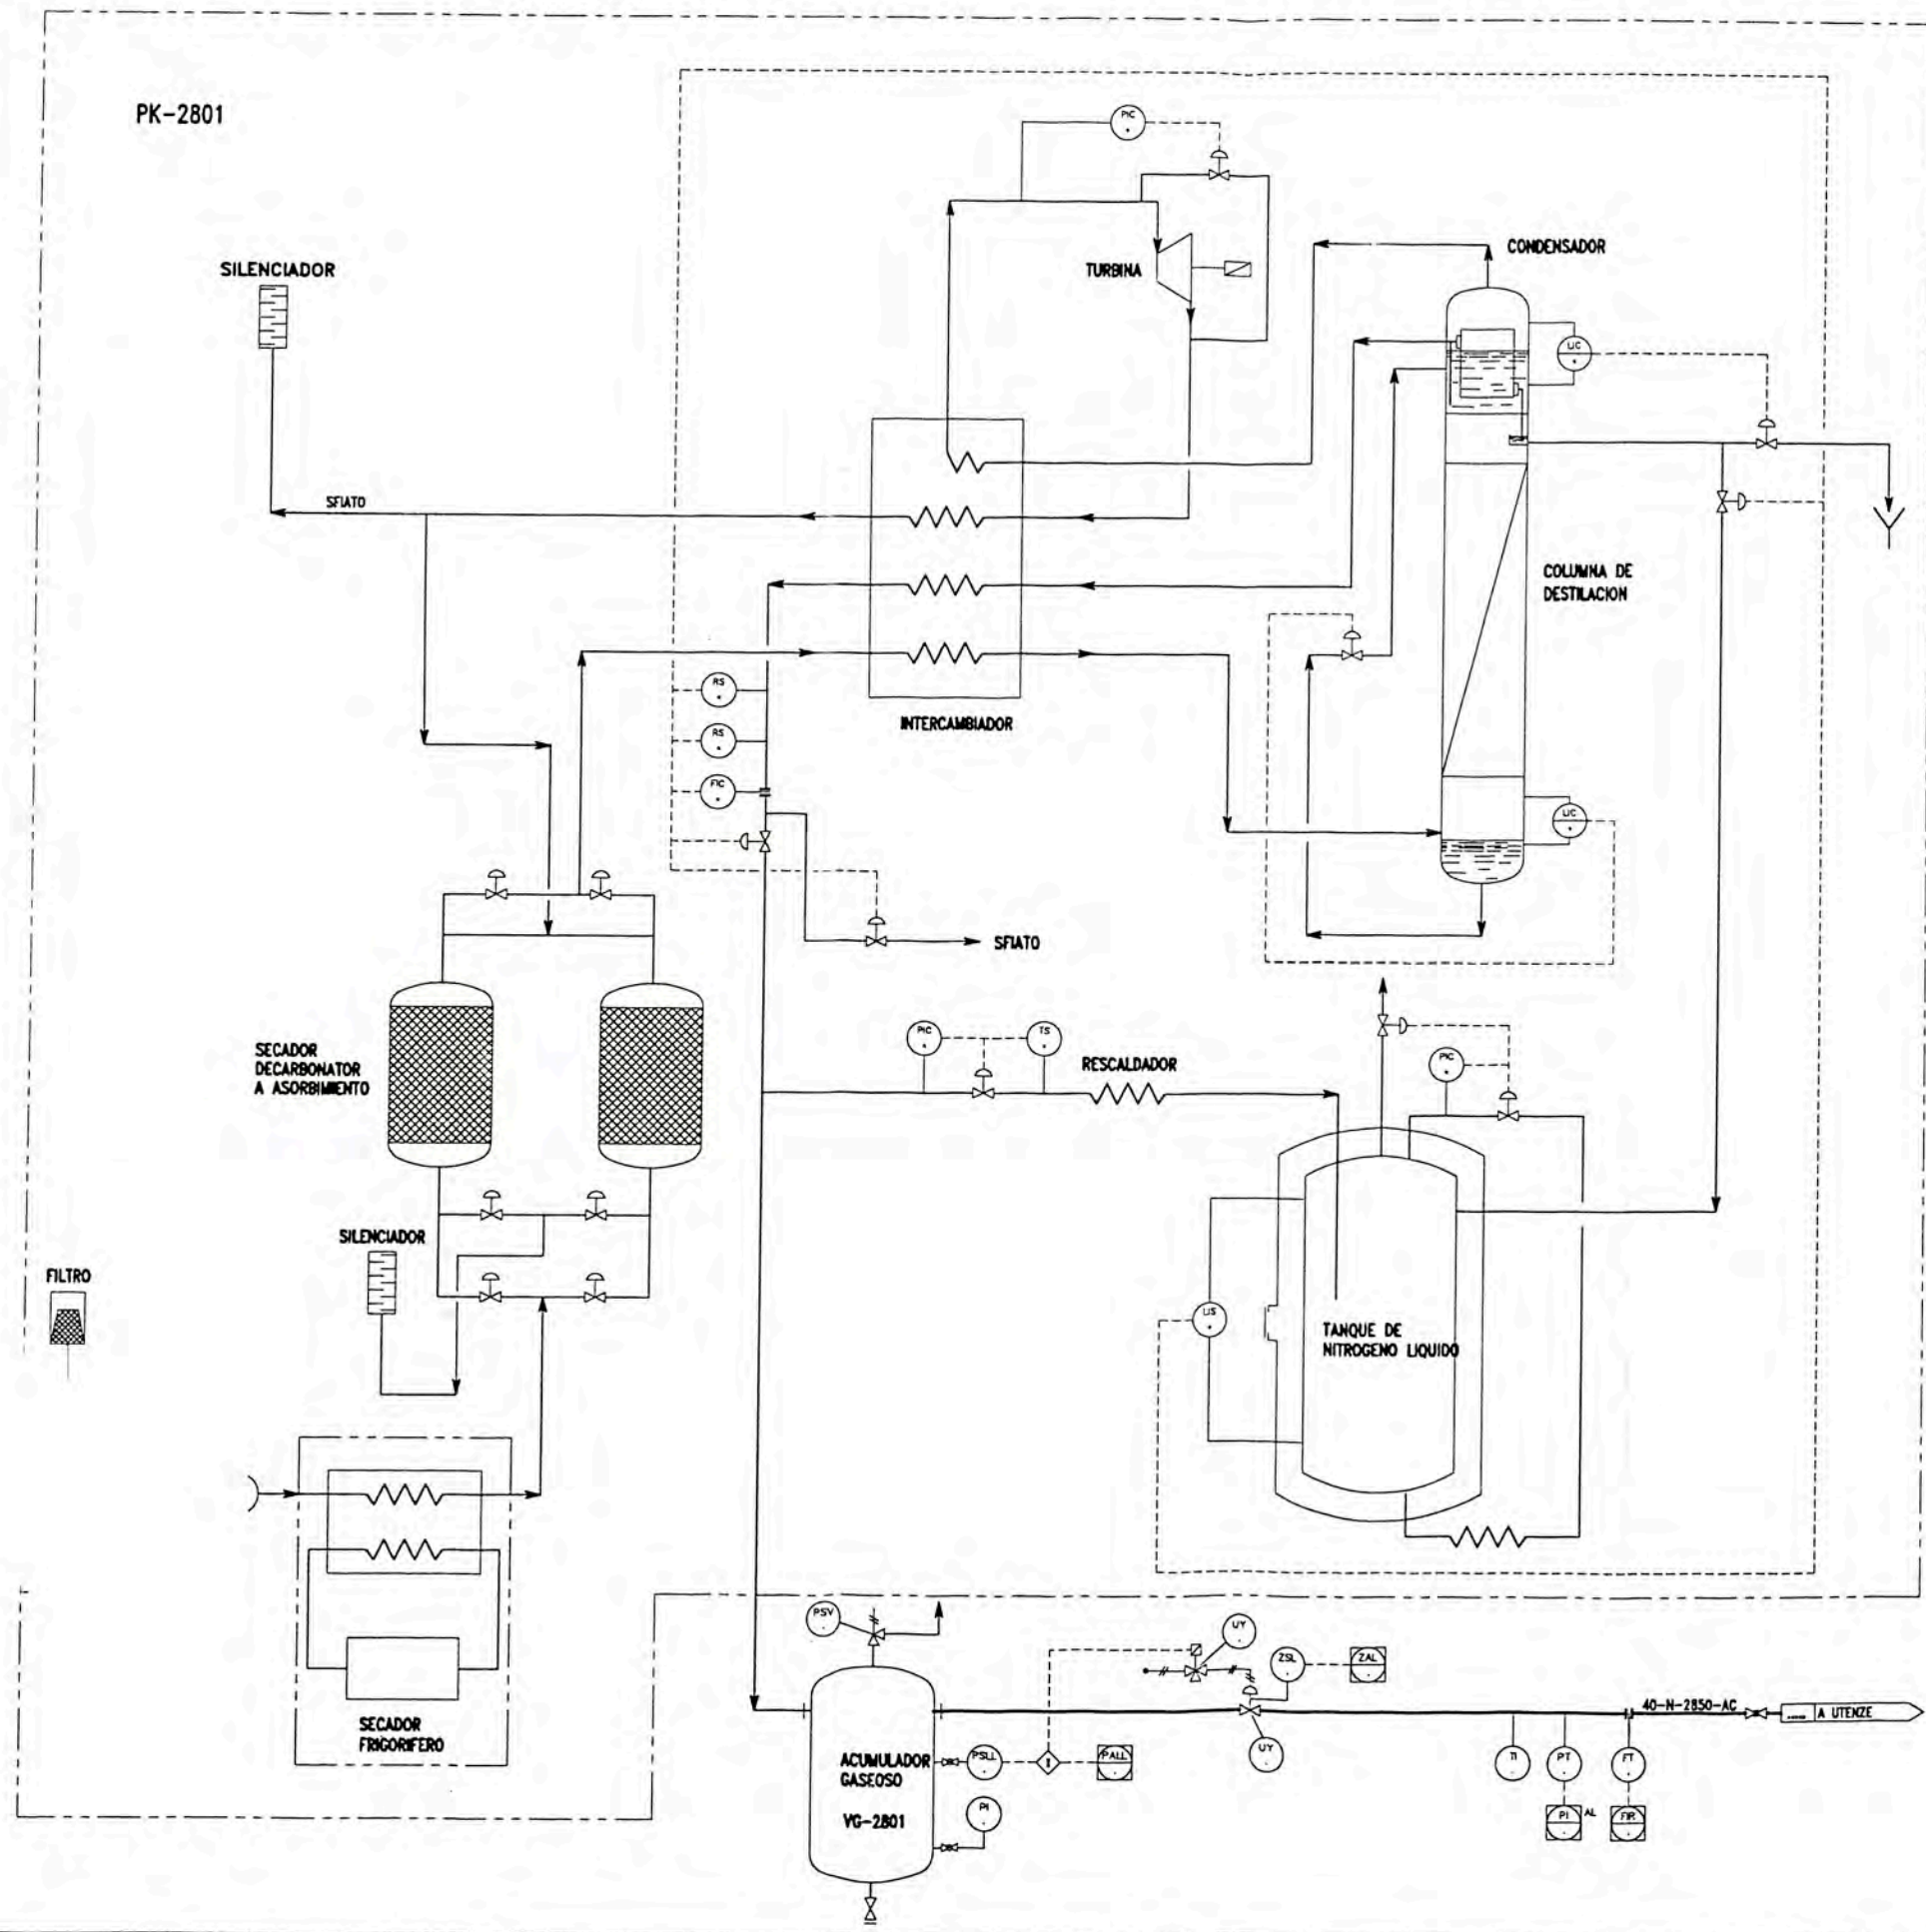 PK-2801
PIC
SILENCIADOR
TURBINA
CONDENSADOR
LIC
SFIATO
COLUMNA DE
DESTILACION
RS
INTERCAMBIADOR
RS
FIC
LIC
SFIATO
SECADOR
DECARBONATOR
A ASORBIMIENTO
PIC
TS
RESCALDADOR
PIC
SILENCIADOR
FILTRO
LIS
TANQUE DE
NITROGENO LIQUIDO
SECADOR
FRIGORIFERO
PSV
UY
ZSL
ZAL
40-N-2850-AC
A UTENZE
ACUMULADOR
GASEOSO
VG-2801
PSLL
I
PALL
UY
TI
PT
FT
PI
PI
AL
FIR